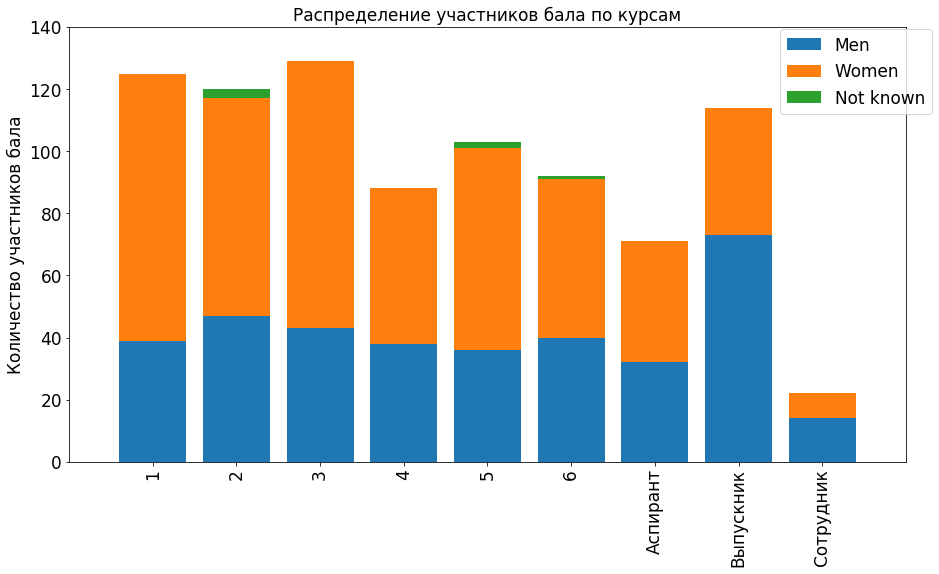 Распределение участников бала по курсам
Количество участников бала
140
120
100
80
60
40
20
0
Men
Women
Not known
1
2
3
4
5
6
Аспирант
Выпускник
Сотрудник